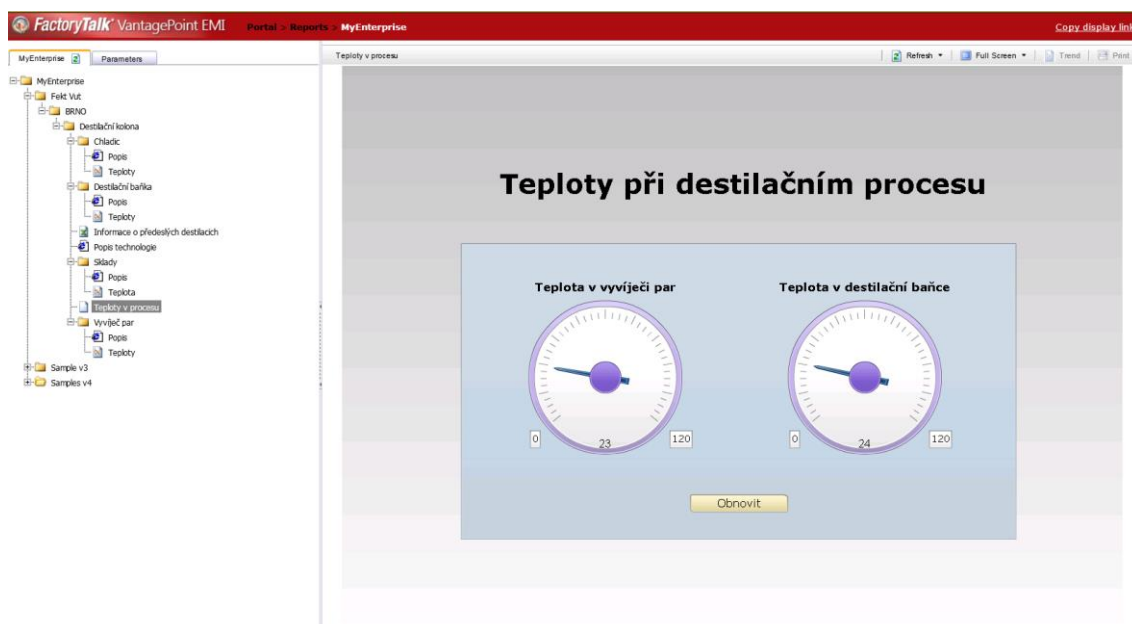 FactoryTalk VantagePoint EMI Portal > Reports > MyEnterprise Copy display link
MyEnterprise Parameters
MyEnterprise
Fekt Vut
BRNO
Destilační kolona
Chladic
Popis
Teploty
Destilační baňka
Popis
Teploty
Informace o předeslých destilacich
Popis technologie
Sklady
Popis
Teplota
Teploty v procesu
Vyvíječ par
Popis
Teploty
Sample v3
Samples v4
Teploty v procesu Refresh Full Screen Trend Print
Teploty při destilačním procesu
Teplota v vyvíječi par
0
23
120
Teplota v destilační baňce
0
24
120
Obnovit